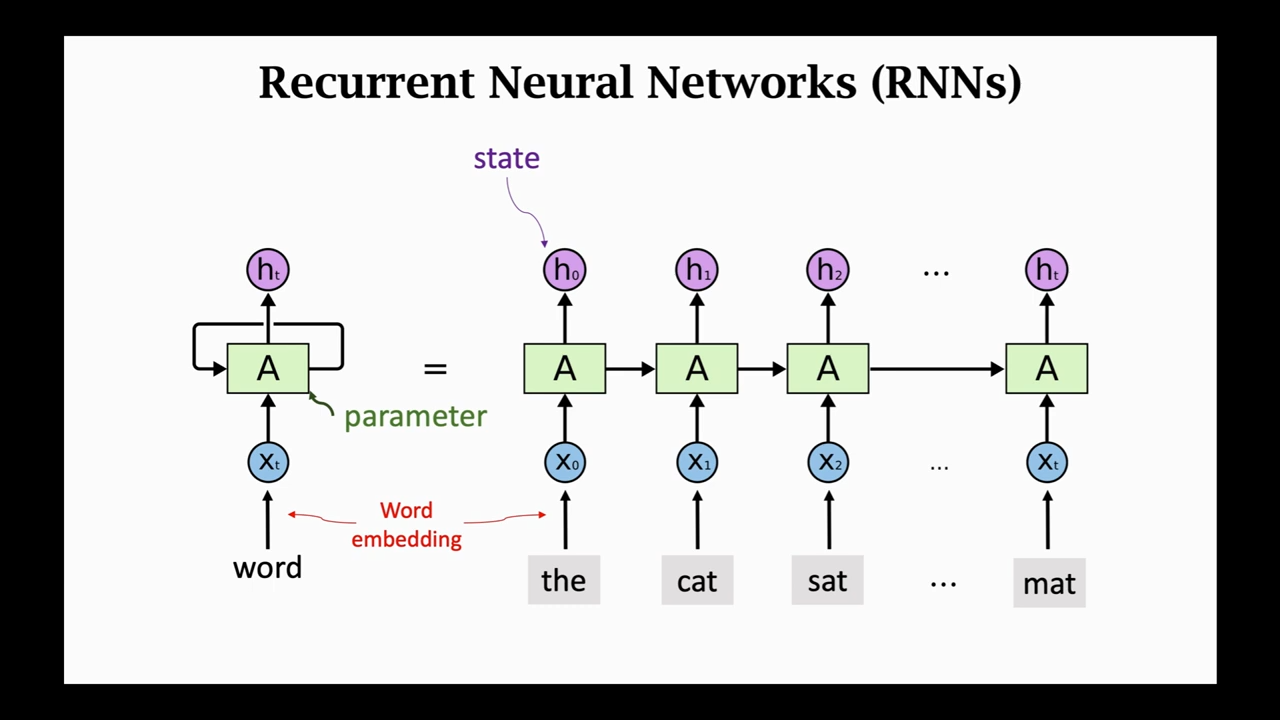 Recurrent Neural Networks (RNNs)
state
hₜ
h₀ h₁ h₂ ... hₜ
A = A A A A
parameter
xₜ
x₀ x₁ x₂ ... xₜ
Word
embedding
word
the cat sat ... mat